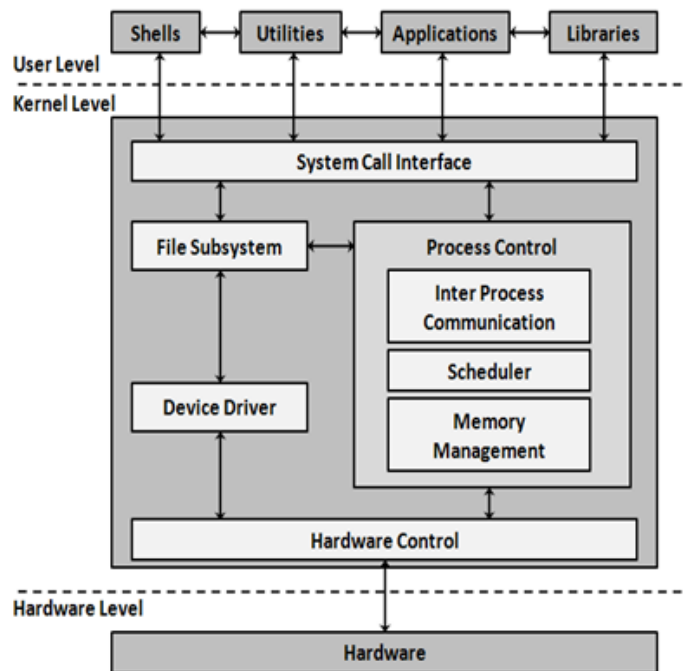 Shells
Utilities
Applications
Libraries
User Level
Kernel Level
System Call Interface
File Subsystem
Process Control
Inter Process
Communication
Scheduler
Device Driver
Memory
Management
Hardware Control
Hardware Level
Hardware